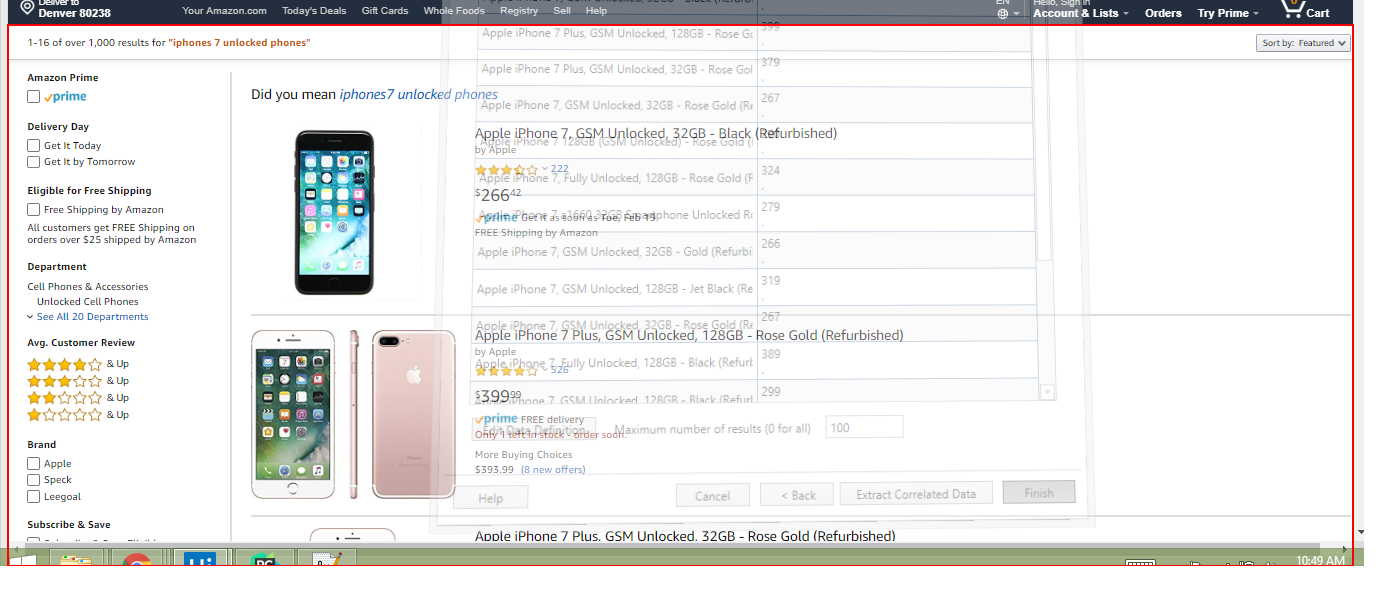 Deliver to
Denver 80238
Your Amazon.com Today's Deals Gift Cards Whole Foods Registry Sell Help
EN
Hello, Sign in
Account & Lists Orders Try Prime
0
Cart
1-16 of over 1,000 results for "iphones 7 unlocked phones"
Sort by: Featured
Amazon Prime
prime
Delivery Day
Get It Today
Get It by Tomorrow
Eligible for Free Shipping
Free Shipping by Amazon
All customers get FREE Shipping on
orders over $25 shipped by Amazon
Department
Cell Phones & Accessories
Unlocked Cell Phones
See All 20 Departments
Avg. Customer Review
& Up
& Up
& Up
& Up
Brand
Apple
Speck
Leegoal
Subscribe & Save
Did you mean iphones7 unlocked phones
Apple iPhone 7, GSM Unlocked, 32GB - Black (Refurbished)
by Apple
222
$266 42
prime Get it as soon as Tue, Feb 19
FREE Shipping by Amazon
Apple iPhone 7 Plus, GSM Unlocked, 128GB - Rose Gold (Refurbished)
by Apple
526
$399 99
prime FREE delivery
Only 1 left in stock - order soon.
More Buying Choices
$393.99 (8 new offers)
Apple iPhone 7 Plus, GSM Unlocked, 32GB - Rose Gold (Refurbished)
399
Apple iPhone 7 Plus, GSM Unlocked, 128GB - Rose Gc
379
Apple iPhone 7 Plus, GSM Unlocked, 32GB - Rose Gol
267
Apple iPhone 7, GSM Unlocked, 32GB - Rose Gold (Re
Apple iPhone 7 128GB (GSM Unlocked) - Rose Gold (
324
Apple iPhone 7, Fully Unlocked, 128GB - Rose Gold (F
279
Apple iPhone 7 a1660 32GB Smartphone Unlocked Ro
266
Apple iPhone 7, GSM Unlocked, 32GB - Gold (Refurbi
319
Apple iPhone 7, GSM Unlocked, 128GB - Jet Black (Re
267
Apple iPhone 7, GSM Unlocked, 32GB - Rose Gold (Re
389
Apple iPhone 7, Fully Unlocked, 128GB - Black (Refurb
299
Apple iPhone 7, GSM Unlocked, 128GB - Black (Refurl
Edit Data Definition
Maximum number of results (0 for all) 100
Help Cancel < Back Extract Correlated Data Finish
10:49 AM